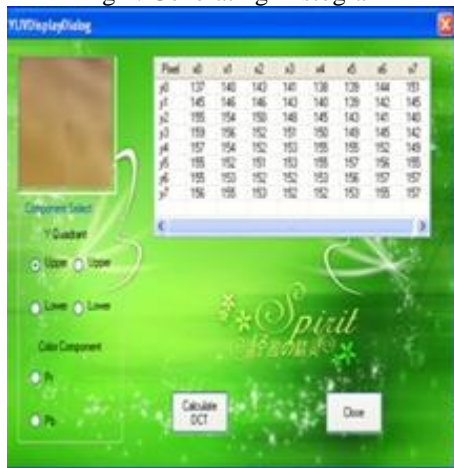 YUVDisplayDialog
Pixel x0 x1 x2 x3 x4 x5 x6 x7
y0 137 140 143 141 138 139 144 151
y1 145 146 146 143 140 139 142 145
y2 155 154 150 148 145 143 141 140
y3 159 156 152 151 150 149 145 142
y4 157 154 152 153 155 155 152 149
y5 155 152 151 153 155 157 156 155
y6 155 153 152 152 153 156 157 157
y7 156 155 153 152 152 153 155 157
Component Select
Y Quadrant
Upper Upper
Lower Lower
Color Component
Pr
Pb
Spirit
Calculate
DCT
Close